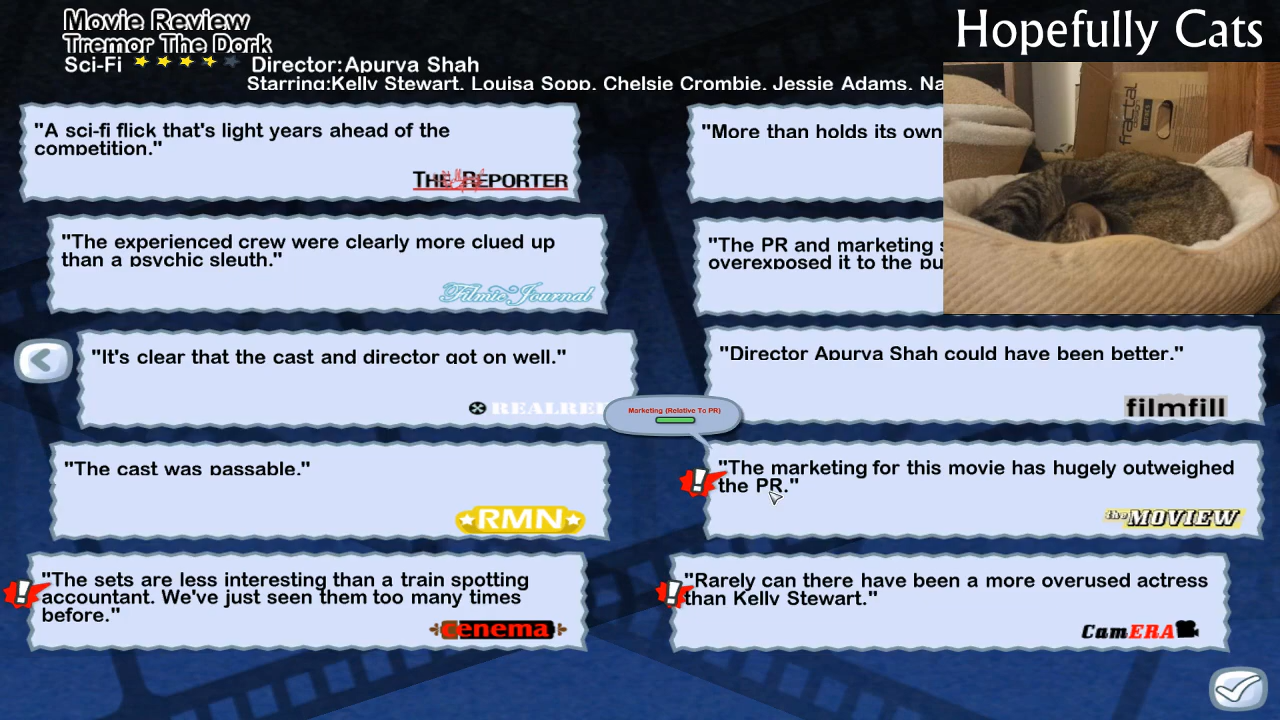 Movie Review
Tremor The Dork
Sci-Fi Director:Apurva Shah
Starring:Kelly Stewart, Louisa Sopp, Chelsie Crombie, Jessie Adams, Na
Hopefully Cats
fractal
"A sci-fi flick that's light years ahead of the
competition."
THE REPORTER
"More than holds its own
"The experienced crew were clearly more clued up
than a psychic sleuth."
Filmic Journal
"The PR and marketing
overexposed it to the pu
"It's clear that the cast and director got on well."
REALREE
"Director Apurva Shah could have been better."
filmfill
Marketing (Relative To PR)
"The cast was passable."
RMN
"The marketing for this movie has hugely outweighed
the PR."
the MOVIEW
"The sets are less interesting than a train spotting
accountant. We've just seen them too many times
before."
cenema
"Rarely can there have been a more overused actress
than Kelly Stewart."
CamERA